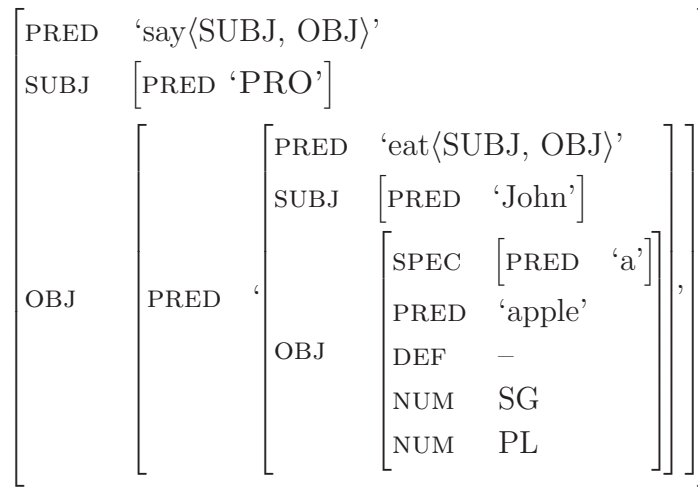 PRED ‘say⟨SUBJ, OBJ⟩’
SUBJ [PRED ‘PRO’]
PRED ‘eat⟨SUBJ, OBJ⟩’
SUBJ [PRED ‘John’]
SPEC [PRED ‘a’]
OBJ PRED ‘ ’
PRED ‘apple’
OBJ DEF –
NUM SG
NUM PL